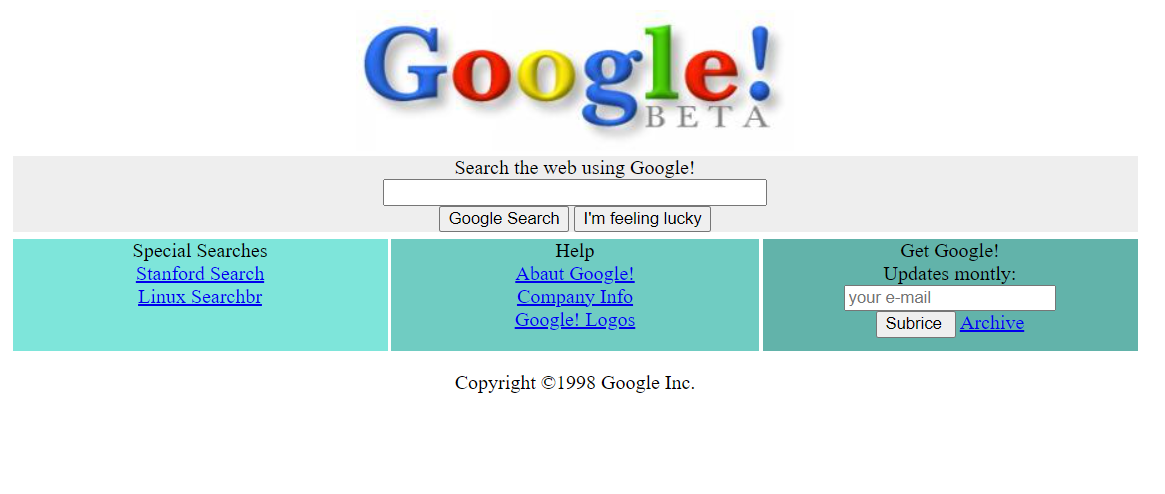 Google!
BETA
Search the web using Google!
Google Search I'm feeling lucky
Special Searches
Stanford Search
Linux Searchbr
Help
Abaut Google!
Company Info
Google! Logos
Get Google!
Updates montly:
your e-mail
Subrice Archive
Copyright ©1998 Google Inc.